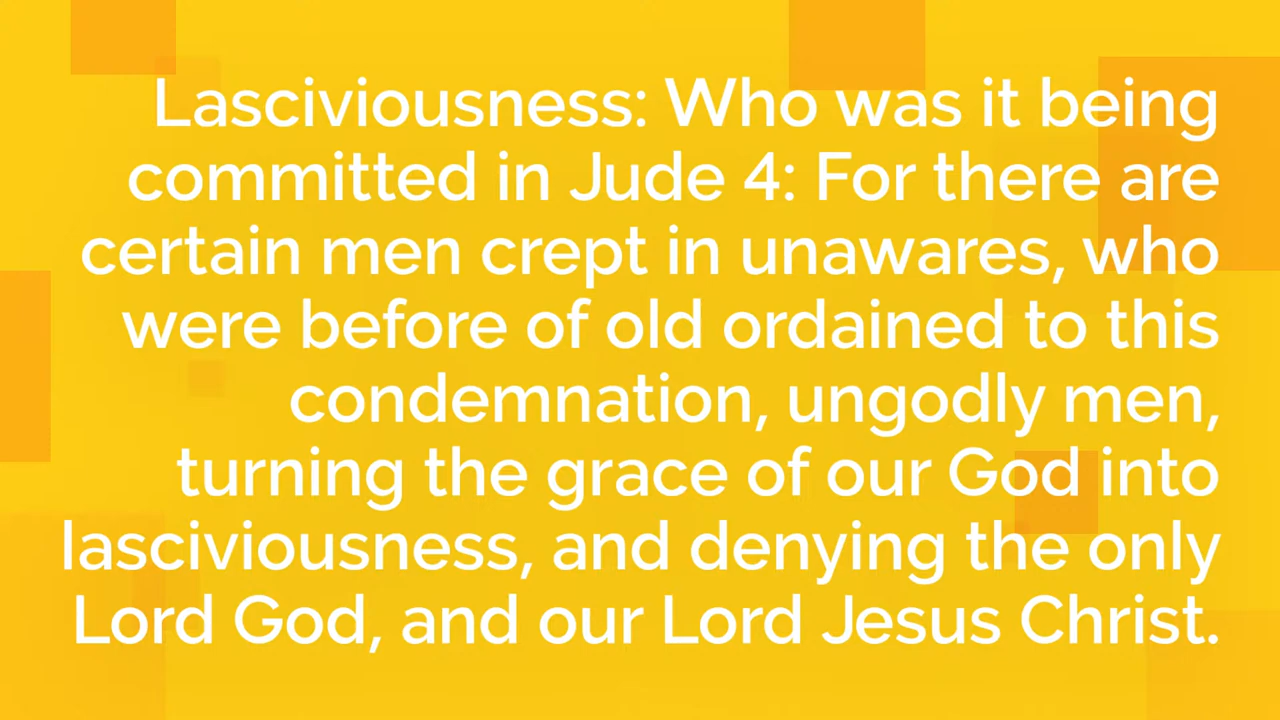 Lasciviousness: Who was it being
committed in Jude 4: For there are
certain men crept in unawares, who
were before of old ordained to this
condemnation, ungodly men,
turning the grace of our God into
lasciviousness, and denying the only
Lord God, and our Lord Jesus Christ.